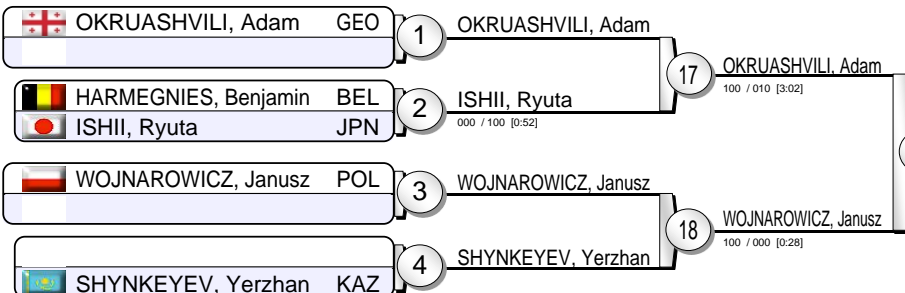 OKRUASHVILI, Adam GEO
1
OKRUASHVILI, Adam
17
OKRUASHVILI, Adam
100 / 010 [3:02]
HARMEGNIES, Benjamin BEL
ISHII, Ryuta JPN
2
ISHII, Ryuta
000 / 100 [0:52]
WOJNAROWICZ, Janusz POL
3
WOJNAROWICZ, Janusz
18
WOJNAROWICZ, Janusz
100 / 000 [0:28]
SHYNKEYEV, Yerzhan KAZ
4
SHYNKEYEV, Yerzhan